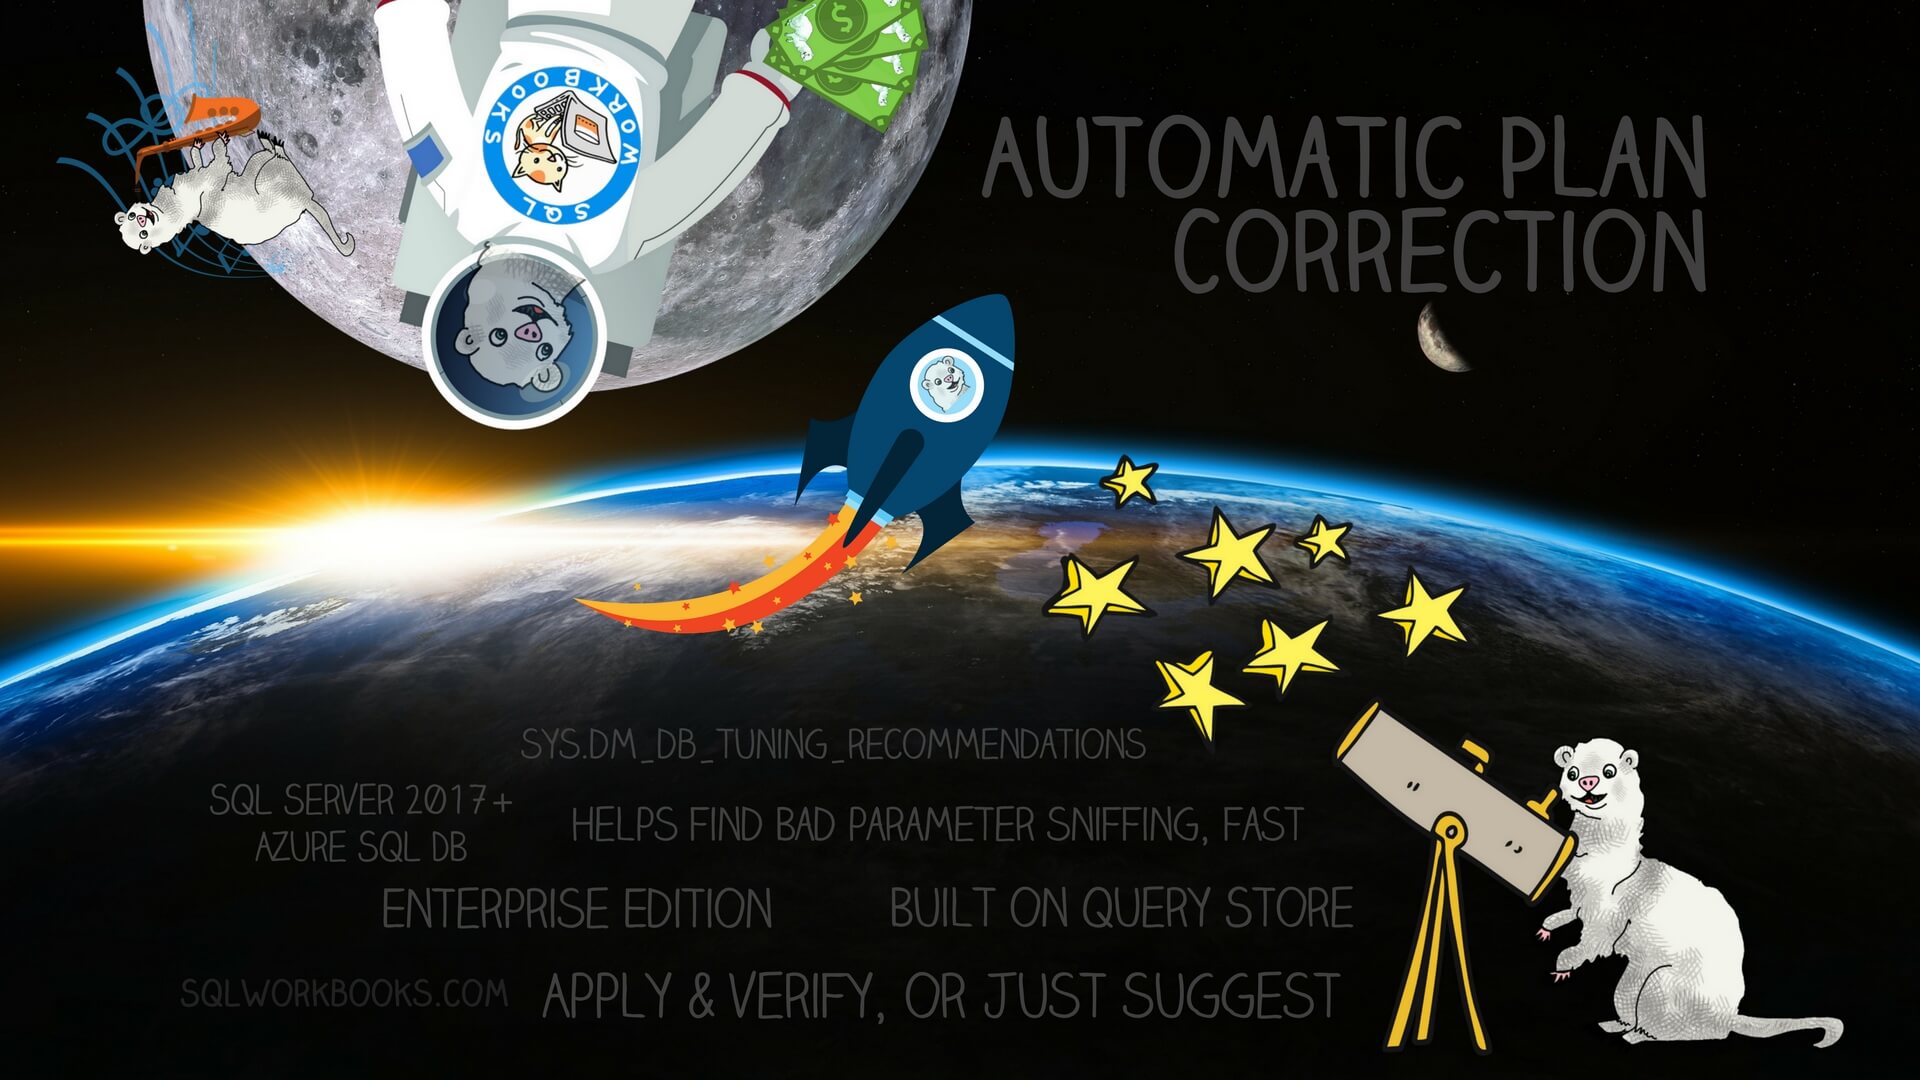 SQL WORKBOOKS
$
AUTOMATIC PLAN
CORRECTION
SYS.DM_DB_TUNING_RECOMMENDATIONS
SQL SERVER 2017+
AZURE SQL DB
HELPS FIND BAD PARAMETER SNIFFING, FAST
ENTERPRISE EDITION
BUILT ON QUERY STORE
SQLWORKBOOKS.COM
APPLY & VERIFY, OR JUST SUGGEST